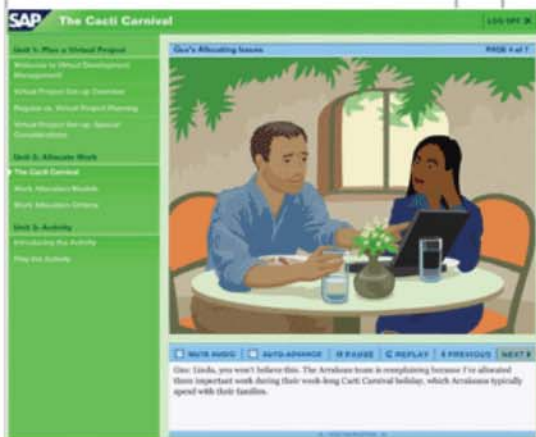 SAP The Cacti Carnival
LOG OFF
Unit 1: Plan a Virtual Project
Welcome to Virtual Development
Management!
Virtual Project Set-up Overview
Regular vs. Virtual Project Planning
Virtual Project Set-up: Special
Considerations
Unit 2: Allocate Work
The Cacti Carnival
Work Allocation Models
Work Allocation Criteria
Unit 3: Activity
Introducing the Activity
Play the Activity
Gus's Allocating Issues
PAGE 4 of 7
MUTE AUDIO AUTO-ADVANCE PAUSE REPLAY PREVIOUS NEXT
Gus: Linda, you won't believe this. The Arrakeen team is complaining because I've allocated
them important work during their week-long Cacti Carnival holiday, which Arrakeens typically
spend with their families.